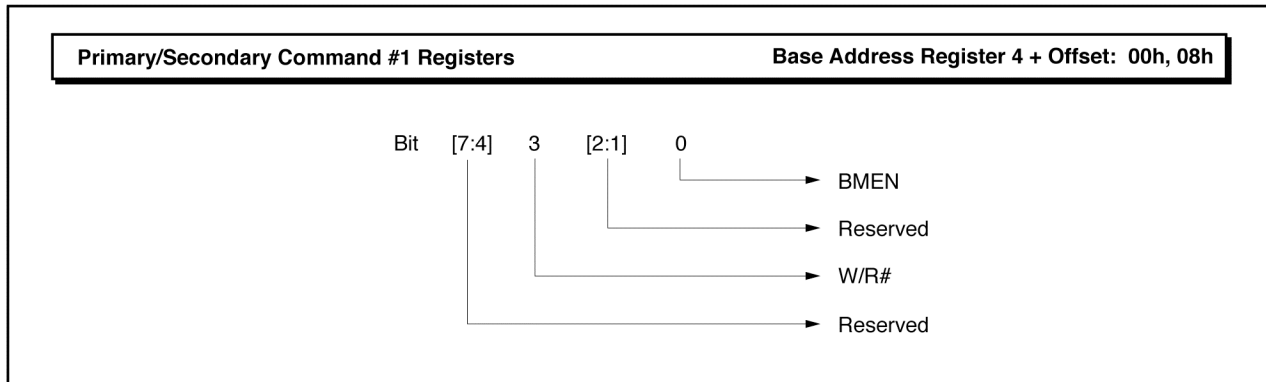 Primary/Secondary Command #1 Registers Base Address Register 4 + Offset: 00h, 08h
Bit [7:4] 3 [2:1] 0
BMEN
Reserved
W/R#
Reserved